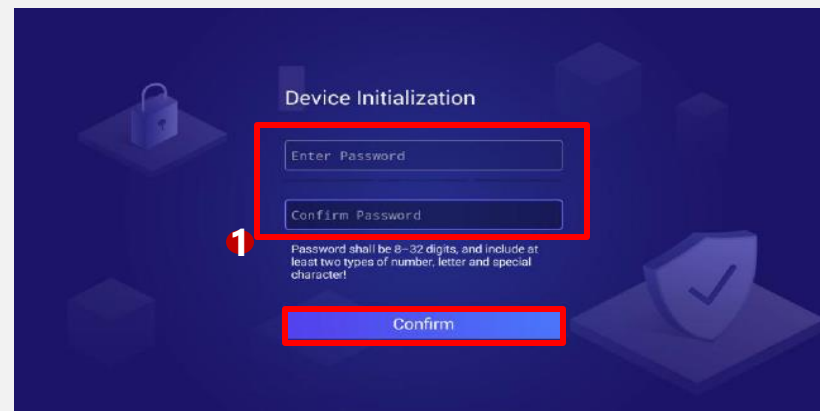 Device Initialization
Enter Password
Confirm Password
1
Password shall be 8–32 digits, and include at
least two types of number, letter and special
character!
Confirm